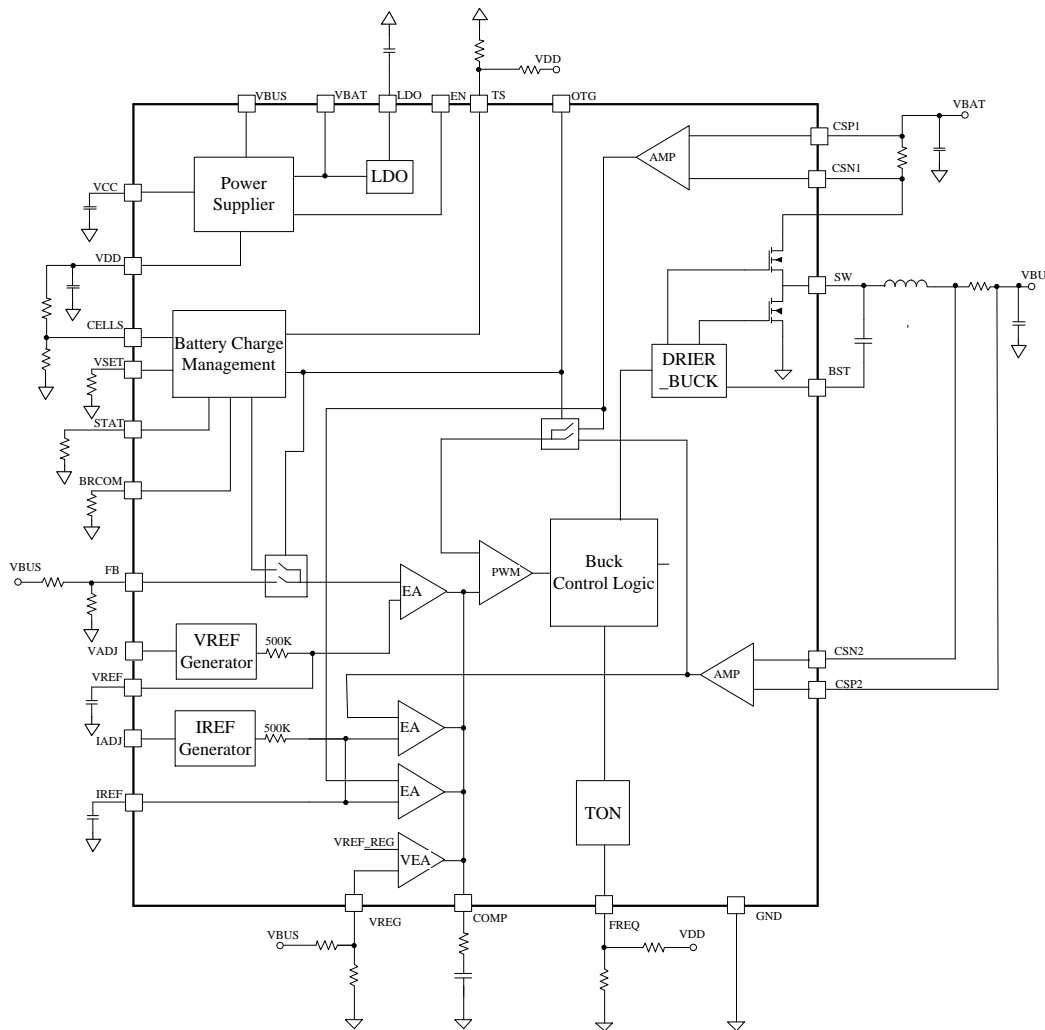 VDD
VBUS
VBAT
LDO
EN
TS
OTG
CSP1
VBAT
AMP
CSN1
LDO
Power
Supplier
VCC
VDD
SW
VBU
CELLS
Battery Charge
Management
VSET
DRIER
_BUCK
BST
STAT
BRCOM
PWM
Buck
Control Logic
VBUS
FB
EA
VADJ
VREF
Generator
500K
CSN2
VREF
AMP
CSP2
IADJ
IREF
Generator
500K
EA
IREF
EA
TON
VREF_REG
VEA
VREG
COMP
FREQ
GND
VBUS
VDD